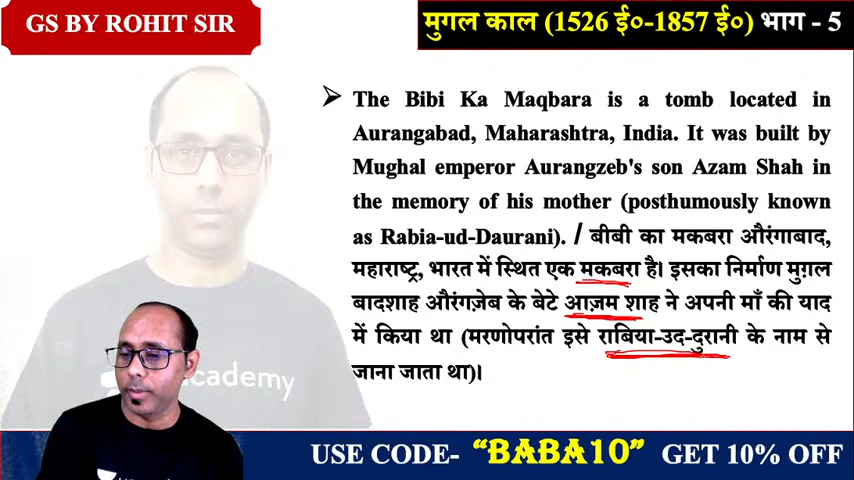 GS BY ROHIT SIR
मुगल काल (1526 ई०-1857 ई०) भाग - 5
➤ The Bibi Ka Maqbara is a tomb located in
Aurangabad, Maharashtra, India. It was built by
Mughal emperor Aurangzeb's son Azam Shah in
the memory of his mother (posthumously known
as Rabia-ud-Daurani). / बीबी का मकबरा औरंगाबाद,
महाराष्ट्र, भारत में स्थित एक मकबरा है। इसका निर्माण मुग़ल
बादशाह औरंगज़ेब के बेटे आज़म शाह ने अपनी माँ की याद
में किया था (मरणोपरांत इसे राबिया-उद-दुरानी के नाम से
जाना जाता था)।
USE CODE- “BABA10” GET 10% OFF